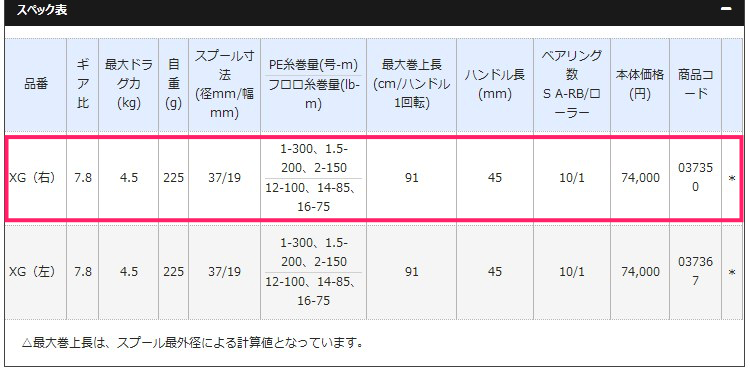 スペック表
品番
ギ
ア
比
最大ドラ
グ力
(kg)
自
重
(g)
スプール寸
法
(径mm/幅
mm)
PE糸巻量(号-m)
フロロ糸巻量(lb-
m)
最大巻上長
(cm/ハンドル
1回転)
ハンドル長
(mm)
ベアリング
数
S A-RB/ロ
ーラー
本体価格
(円)
商品コ
ード
XG（右）
7.8
4.5
225
37/19
1-300、1.5-
200、2-150
12-100、14-85、
16-75
91
45
10/1
74,000
03735
0
*
XG（左）
7.8
4.5
225
37/19
1-300、1.5-
200、2-150
12-100、14-85、
16-75
91
45
10/1
74,000
03736
7
*
△最大巻上長は、スプール最外径による計算値となっています。